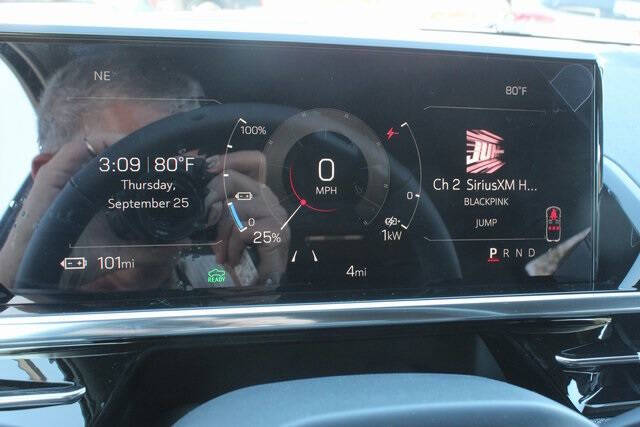 NE
80°F
100%
3:09 | 80°F
Thursday,
September 25
0
MPH
0
0
25%
1kW
Ch 2 SiriusXM H...
BLACKPINK
JUMP
P R N D
101mi
READY
4mi